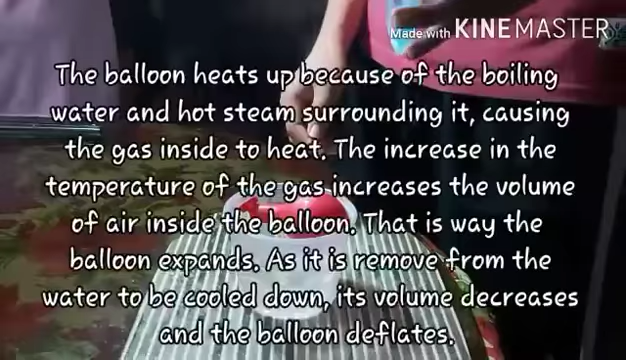 Made with KINEMASTER
The balloon heats up because of the boiling
water and hot steam surrounding it, causing
the gas inside to heat. The increase in the
temperature of the gas increases the volume
of air inside the balloon. That is way the
balloon expands. As it is remove from the
water to be cooled down, its volume decreases
and the balloon deflates.